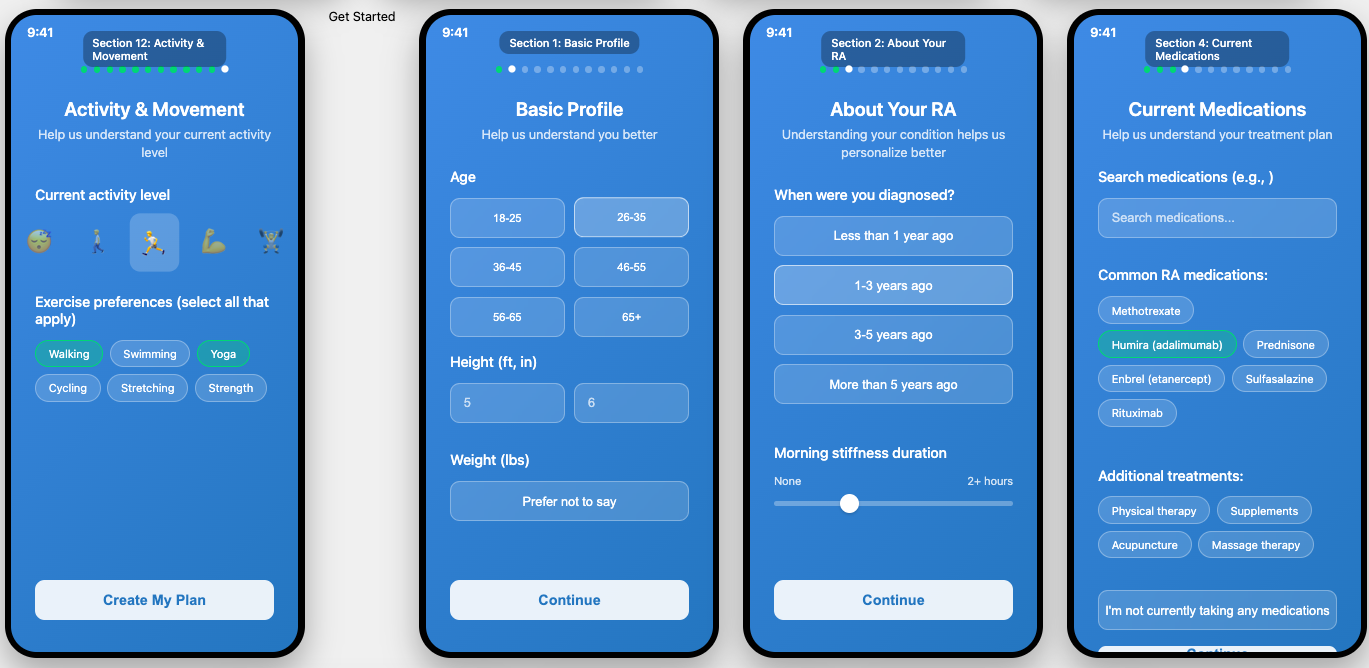 9:41
Section 12: Activity &
Movement
Activity & Movement
Help us understand your current activity
level
Current activity level
Exercise preferences (select all that
apply)
Walking
Swimming
Yoga
Cycling
Stretching
Strength
Create My Plan
Get Started
9:41
Section 1: Basic Profile
Basic Profile
Help us understand you better
Age
18-25
26-35
36-45
46-55
56-65
65+
Height (ft, in)
5
6
Weight (lbs)
Prefer not to say
Continue
9:41
Section 2: About Your
RA
About Your RA
Understanding your condition helps us
personalize better
When were you diagnosed?
Less than 1 year ago
1-3 years ago
3-5 years ago
More than 5 years ago
Morning stiffness duration
None
2+ hours
Continue
9:41
Section 4: Current
Medications
Current Medications
Help us understand your treatment plan
Search medications (e.g., )
Search medications...
Common RA medications:
Methotrexate
Humira (adalimumab)
Prednisone
Enbrel (etanercept)
Sulfasalazine
Rituximab
Additional treatments:
Physical therapy
Supplements
Acupuncture
Massage therapy
I'm not currently taking any medications
Continue